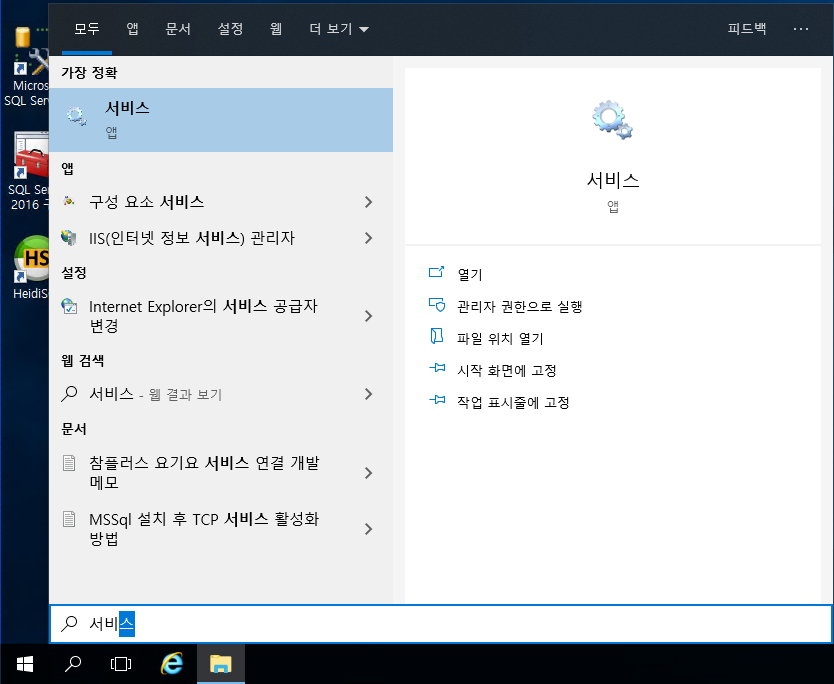 모두 앱 문서 설정 웹 더 보기 피드백 ...
Micros
SQL Ser
SQL Ser
2016 구
HS
HeidiS
가장 정확
서비스
앱
앱
구성 요소 서비스
IIS(인터넷 정보 서비스) 관리자
설정
Internet Explorer의 서비스 공급자
변경
웹 검색
서비스 - 웹 결과 보기
문서
참플러스 요기요 서비스 연결 개발
메모
MSSql 설치 후 TCP 서비스 활성화
방법
서비스
앱
열기
관리자 권한으로 실행
파일 위치 열기
시작 화면에 고정
작업 표시줄에 고정
서비스